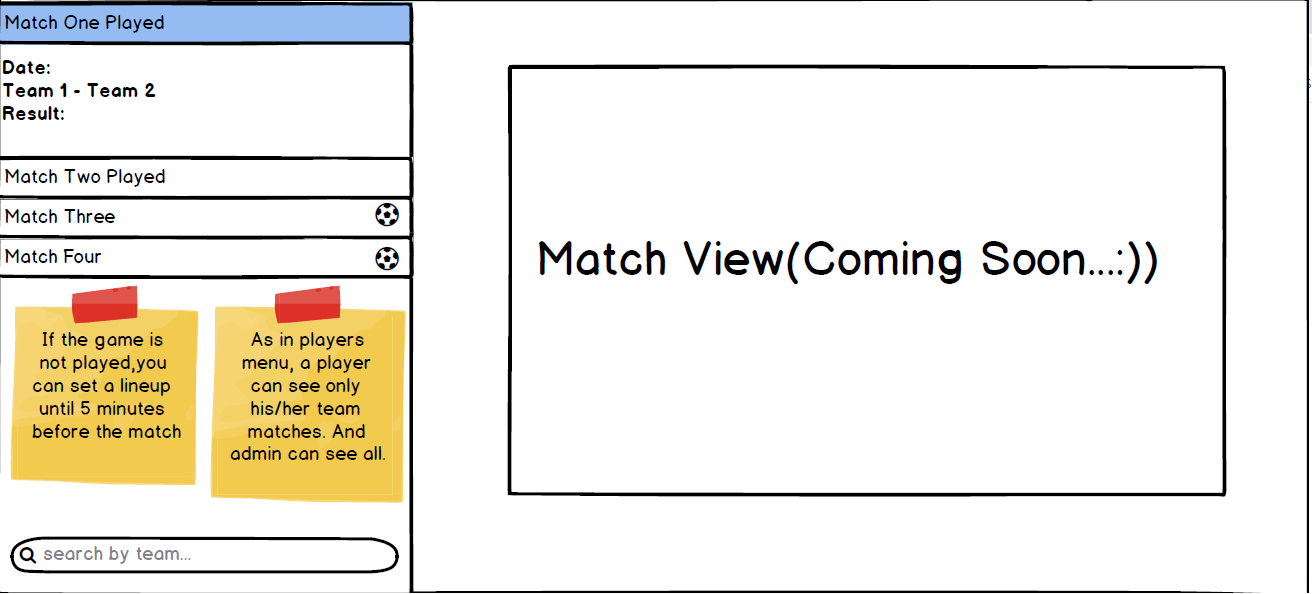 Match One Played
Date:
Team 1 - Team 2
Result:
Match Two Played
Match Three
Match Four
If the game is
not played,you
can set a lineup
until 5 minutes
before the match
As in players
menu, a player
can see only
his/her team
matches. And
admin can see all.
search by team...
Match View(Coming Soon...:))